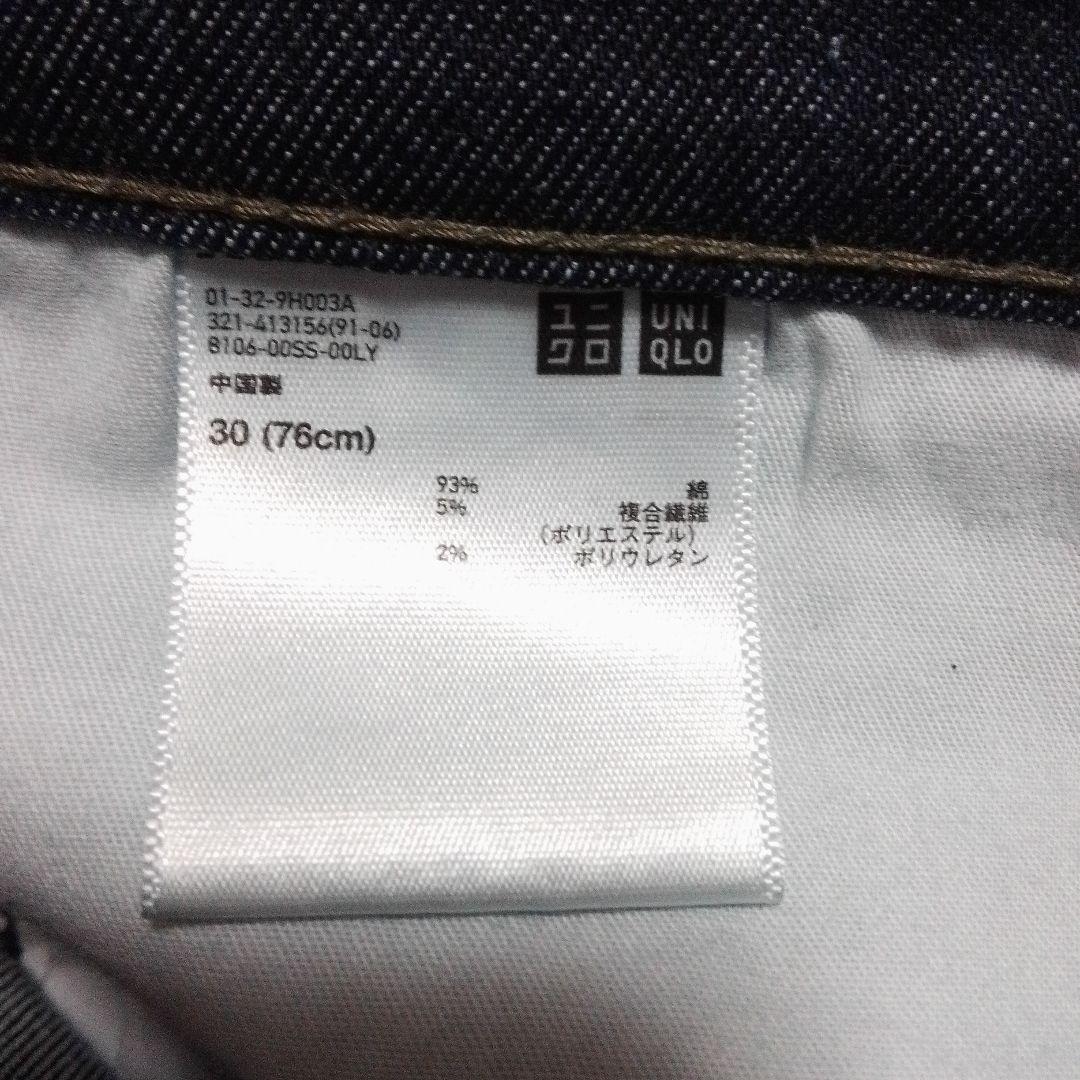 01-32-9H003A
321-413156(91-06)
8106-00SS-00LY
中国製
30 (76cm)
ユニ
クロ
UNI
QLO
93% 綿
5% 複合繊維
(ポリエステル)
2% ポリウレタン